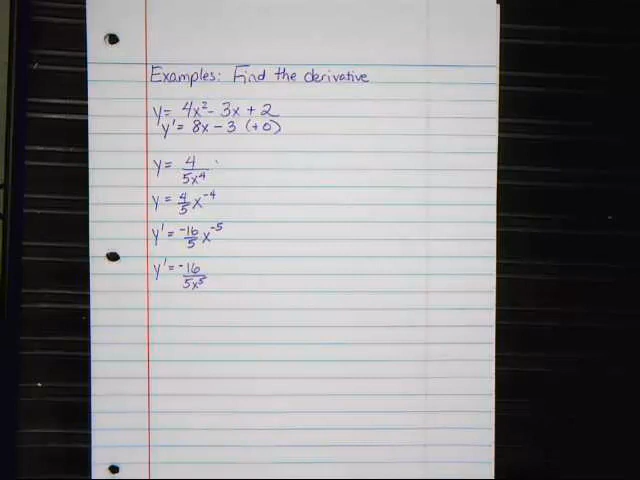 Examples: Find the derivative
y = 4x² - 3x + 2
y' = 8x - 3 (+0)
y = 4/5x⁴
y = 4/5 x⁻⁴
y' = -16/5 x⁻⁵
y' = -16/5x⁵